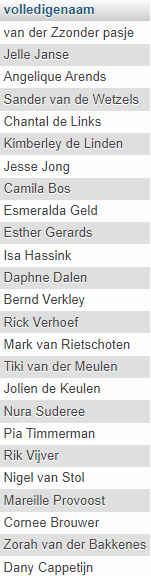 volledigenaam
van der Zzonder pasje
Jelle Janse
Angelique Arends
Sander van de Wetzels
Chantal de Links
Kimberley de Linden
Jesse Jong
Camila Bos
Esmeralda Geld
Esther Gerards
Isa Hassink
Daphne Dalen
Bernd Verkley
Rick Verhoef
Mark van Rietschoten
Tiki van der Meulen
Jolien de Keulen
Nura Suderee
Pia Timmerman
Rik Vijver
Nigel van Stol
Mareille Provoost
Cornee Brouwer
Zorah van der Bakkenes
Dany Cappetijn